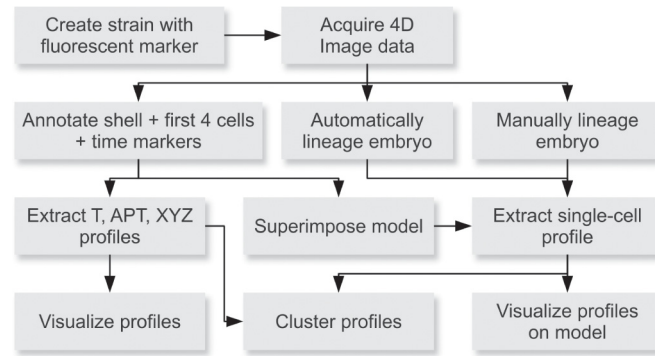 Create strain with
fluorescent marker
Acquire 4D
Image data
Annotate shell + first 4 cells
+ time markers
Automatically
lineage embryo
Manually lineage
embryo
Extract T, APT, XYZ
profiles
Superimpose model
Extract single-cell
profile
Visualize profiles
Cluster profiles
Visualize profiles
on model